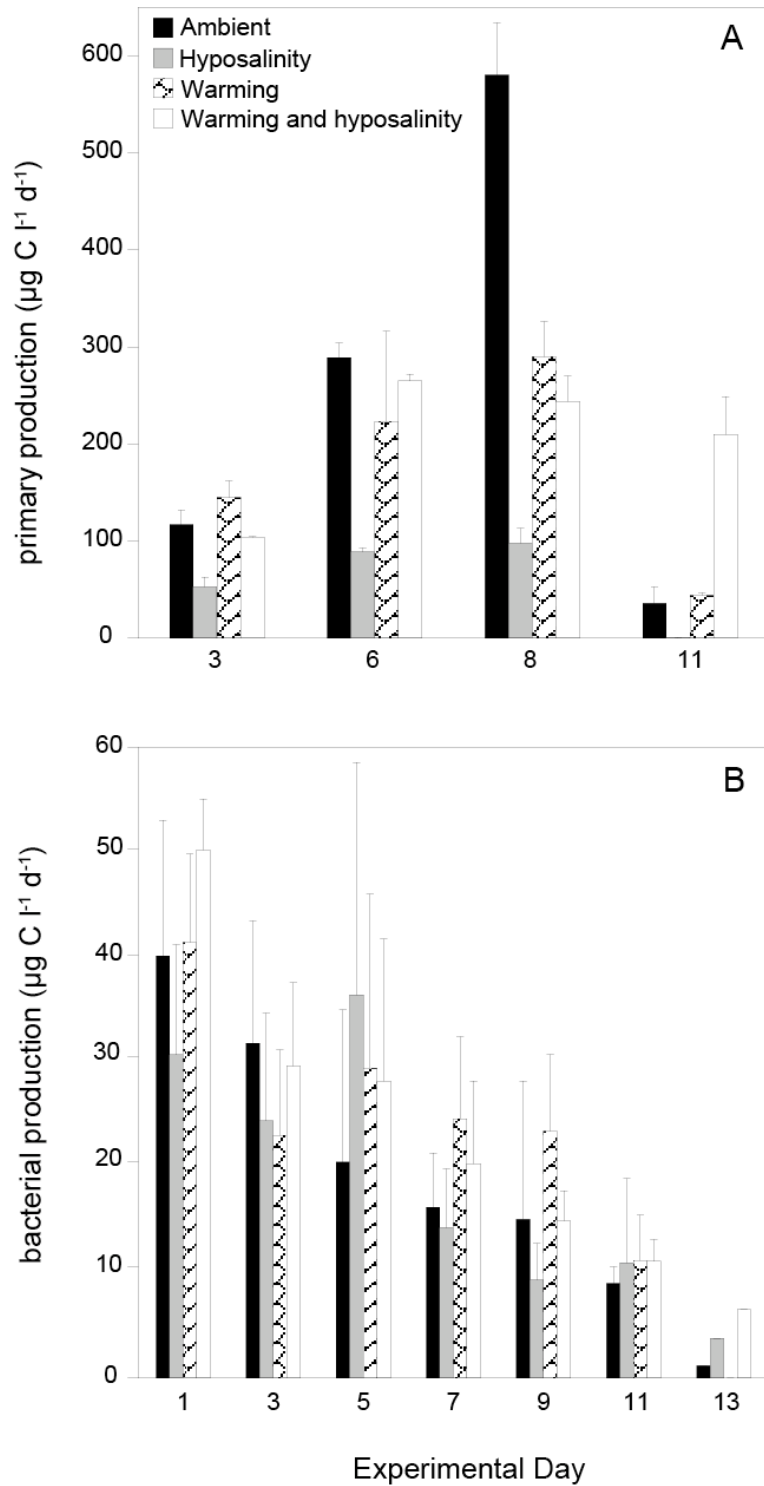 A
Ambient
Hyposalinity
Warming
Warming and hyposalinity
primary production (µg C l⁻¹ d⁻¹)
600
500
400
300
200
100
0
3 6 8 11
B
bacterial production (µg C l⁻¹ d⁻¹)
60
50
40
30
20
10
0
1 3 5 7 9 11 13
Experimental Day